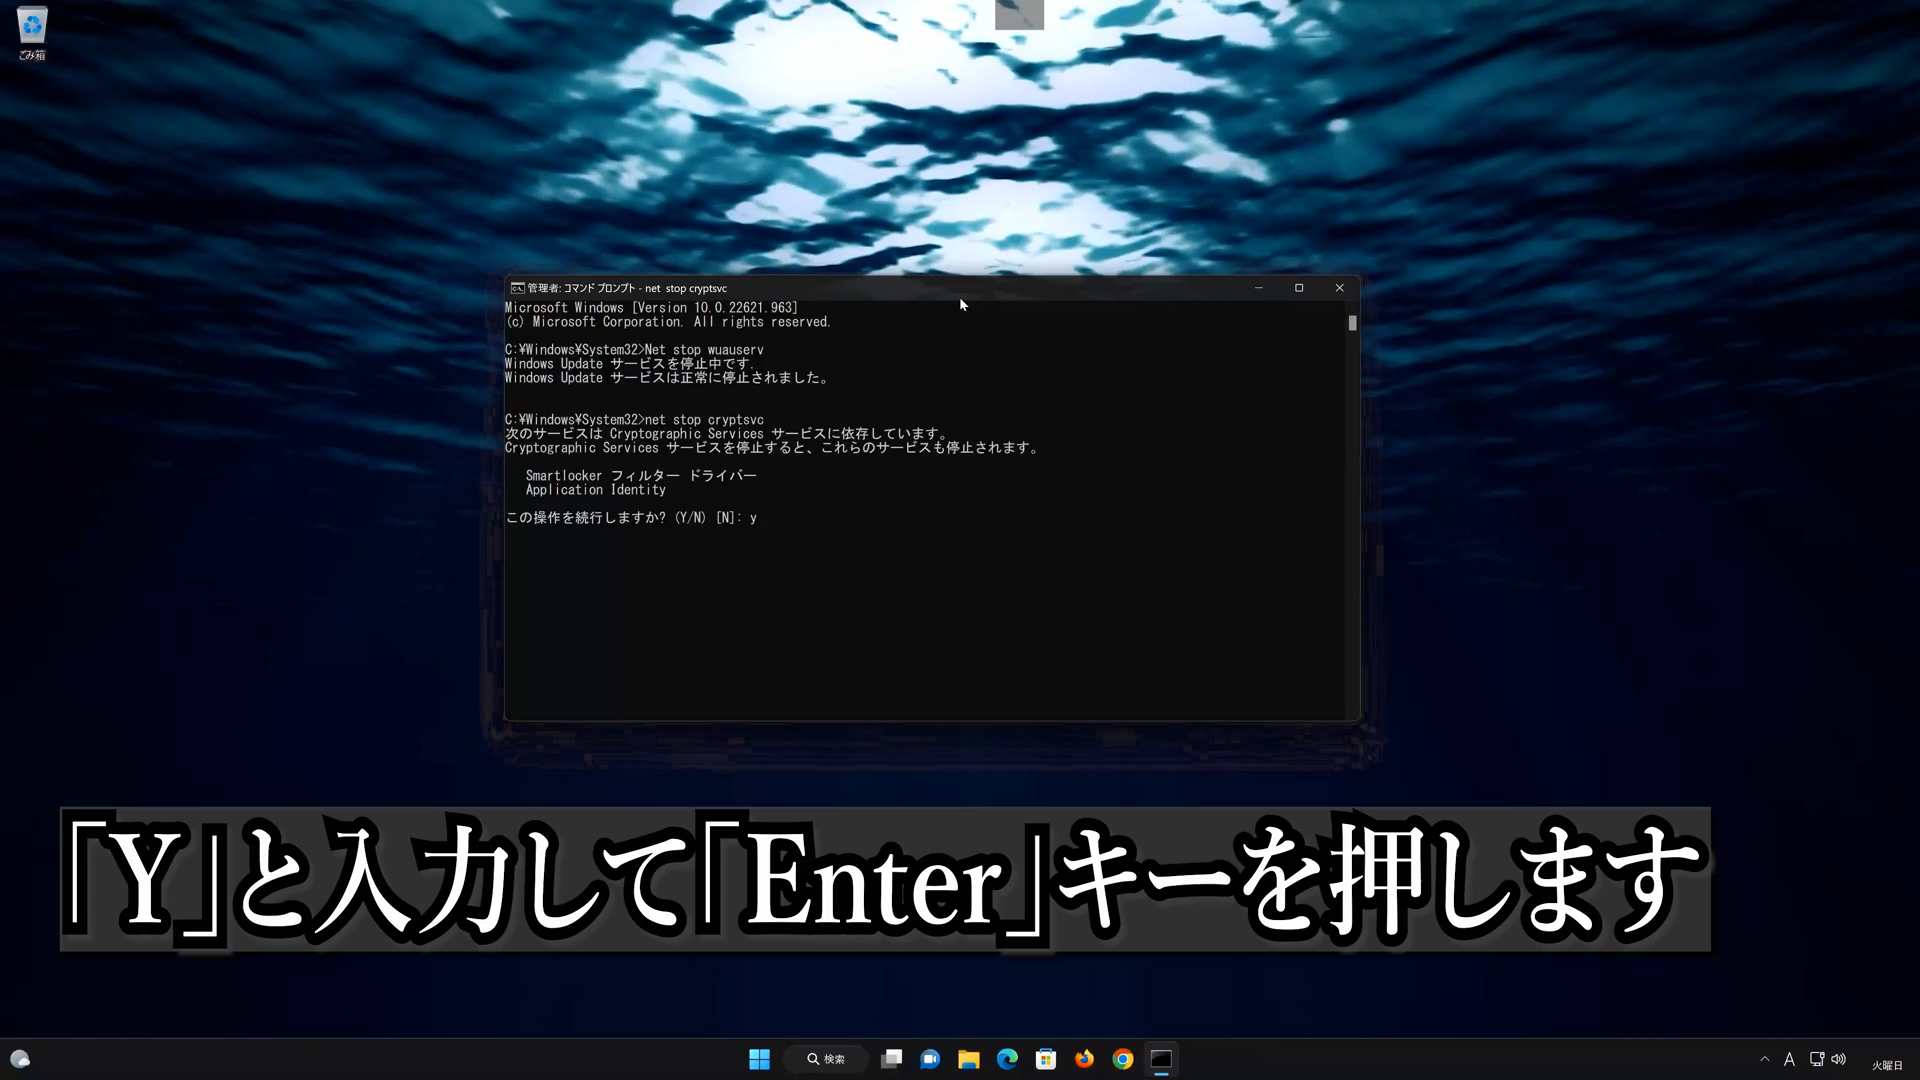 ごみ箱
管理者: コマンド プロンプト - net  stop cryptsvc
Microsoft Windows [Version 10.0.22621.963]
(c) Microsoft Corporation. All rights reserved.
C:¥Windows¥System32>Net stop wuauserv
Windows Update サービスを停止中です.
Windows Update サービスは正常に停止されました。
C:¥Windows¥System32>net stop cryptsvc
次のサービスは Cryptographic Services サービスに依存しています。
Cryptographic Services サービスを停止すると、これらのサービスも停止されます。
Smartlocker フィルター ドライバー
Application Identity
この操作を続行しますか? (Y/N) [N]: y
「Y」と入力して「Enter」キーを押します
検索
A
火曜日